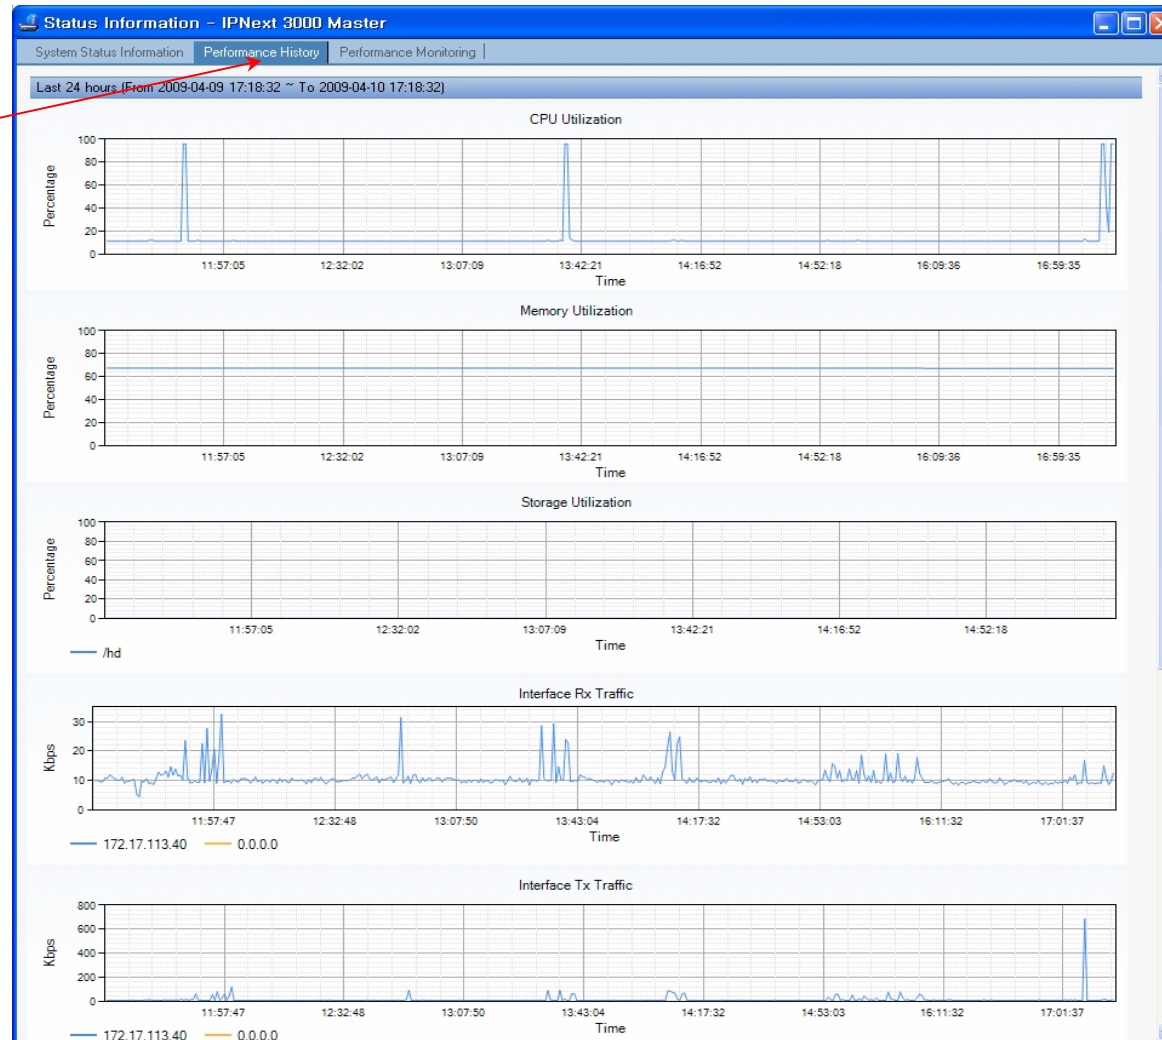 Status Information - IPNext 3000 Master
System Status Information Performance History Performance Monitoring
Last 24 hours (From 2009-04-09 17:18:32 ~ To 2009-04-10 17:18:32)
CPU Utilization
Percentage
100
80
60
40
20
0
11:57:05 12:32:02 13:07:09 13:42:21 14:16:52 14:52:18 16:09:36 16:59:35
Time
Memory Utilization
Percentage
100
80
60
40
20
0
11:57:05 12:32:02 13:07:09 13:42:21 14:16:52 14:52:18 16:09:36 16:59:35
Time
Storage Utilization
Percentage
100
80
60
40
20
0
11:57:05 12:32:02 13:07:09 13:42:21 14:16:52 14:52:18
Time
/hd
Interface Rx Traffic
Kbps
30
20
10
0
11:57:47 12:32:48 13:07:50 13:43:04 14:17:32 14:53:03 16:11:32 17:01:37
Time
172.17.113.40 0.0.0.0
Interface Tx Traffic
Kbps
800
600
400
200
0
11:57:47 12:32:48 13:07:50 13:43:04 14:17:32 14:53:03 16:11:32 17:01:37
Time
172.17.113.40 0.0.0.0